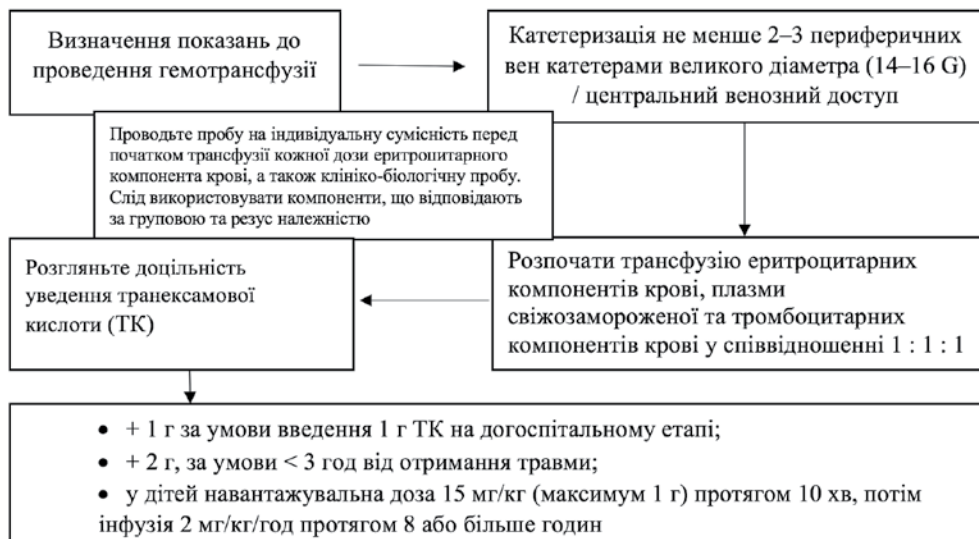 Визначення показань до
проведення гемотрансфузії
Катетеризація не менше 2–3 периферичних
вен катетерами великого діаметра (14–16 G)
/ центральний венозний доступ
Проводьте пробу на індивідуальну сумісність перед
початком трансфузії кожної дози еритроцитарного
компонента крові, а також клініко-біологічну пробу.
Слід використовувати компоненти, що відповідають
за груповою та резус належністю
Розпочати трансфузію еритроцитарних
компонентів крові, плазми
свіжозамороженої та тромбоцитарних
компонентів крові у співвідношенні 1 : 1 : 1
Розгляньте доцільність
уведення транексамової
кислоти (ТК)
• + 1 г за умови введення 1 г ТК на догоспітальному етапі;
• + 2 г, за умови < 3 год від отримання травми;
• у дітей навантажувальна доза 15 мг/кг (максимум 1 г) протягом 10 хв, потім
інфузія 2 мг/кг/год протягом 8 або більше годин